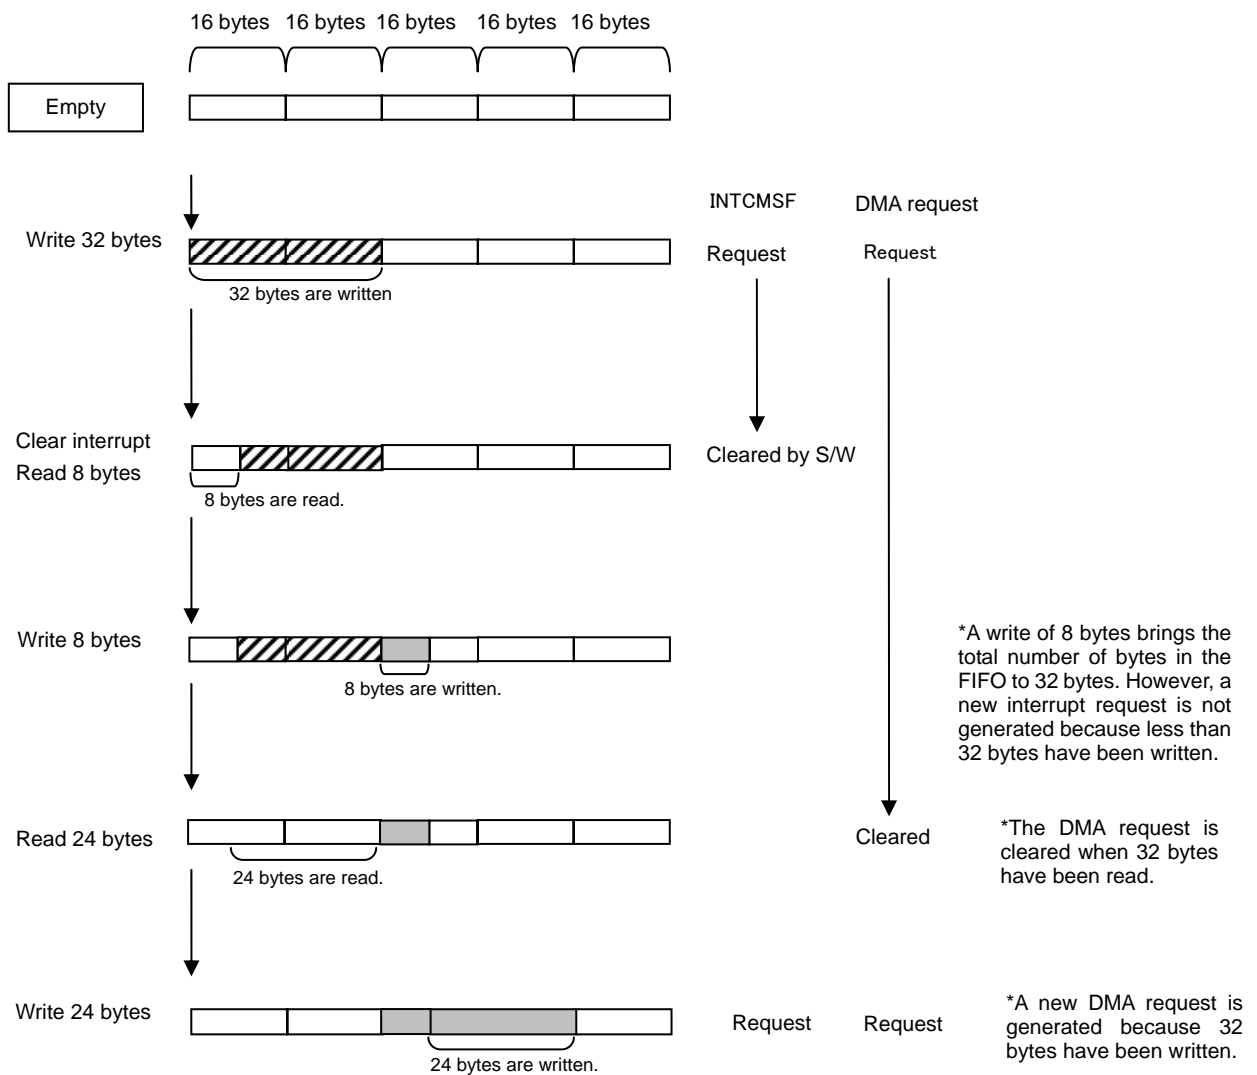 16 bytes 16 bytes 16 bytes 16 bytes 16 bytes
Empty
INTCMSF DMA request
Write 32 bytes
Request Request
32 bytes are written
Clear interrupt
Read 8 bytes
Cleared by S/W
8 bytes are read.
Write 8 bytes
8 bytes are written.
*A write of 8 bytes brings the
total number of bytes in the
FIFO to 32 bytes. However, a
new interrupt request is not
generated because less than
32 bytes have been written.
Read 24 bytes
24 bytes are read.
Cleared
*The DMA request is
cleared when 32 bytes
have been read.
Write 24 bytes
24 bytes are written.
Request Request
*A new DMA request is
generated because 32
bytes have been written.